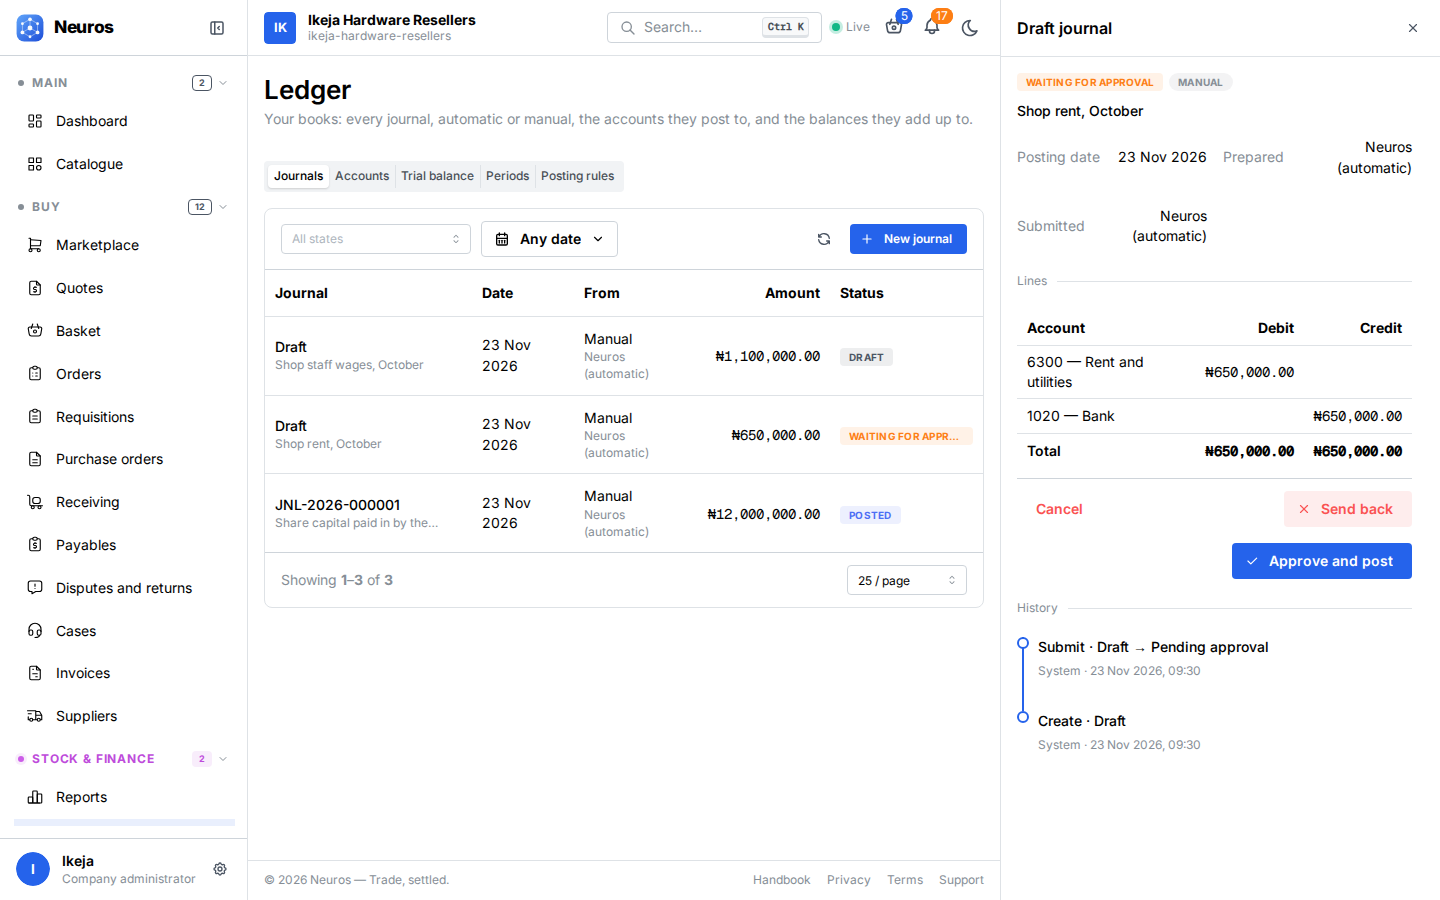 Neuros
MAIN
2
Dashboard
Catalogue
BUY
12
Marketplace
Quotes
Basket
Orders
Requisitions
Purchase orders
Receiving
Payables
Disputes and returns
Cases
Invoices
Suppliers
STOCK & FINANCE
2
Reports
I
Ikeja
Company administrator
IK
Ikeja Hardware Resellers
ikeja-hardware-resellers
Search...
Ctrl K
Live
5
17
Ledger
Your books: every journal, automatic or manual, the accounts they post to, and the balances they add up to.
Journals
Accounts
Trial balance
Periods
Posting rules
All states
Any date
New journal
Journal Date From Amount Status
Draft
Shop staff wages, October
23 Nov
2026
Manual
Neuros
(automatic)
₦1,100,000.00
DRAFT
Draft
Shop rent, October
23 Nov
2026
Manual
Neuros
(automatic)
₦650,000.00
WAITING FOR APPR...
JNL-2026-000001
Share capital paid in by the...
23 Nov
2026
Manual
Neuros
(automatic)
₦12,000,000.00
POSTED
Showing 1–3 of 3
25 / page
© 2026 Neuros — Trade, settled.
Handbook
Privacy
Terms
Support
Draft journal
WAITING FOR APPROVAL
MANUAL
Shop rent, October
Posting date 23 Nov 2026
Prepared Neuros
(automatic)
Submitted Neuros
(automatic)
Lines
Account Debit Credit
6300 — Rent and
utilities
₦650,000.00
1020 — Bank ₦650,000.00
Total ₦650,000.00 ₦650,000.00
Cancel
Send back
Approve and post
History
Submit · Draft → Pending approval
System · 23 Nov 2026, 09:30
Create · Draft
System · 23 Nov 2026, 09:30